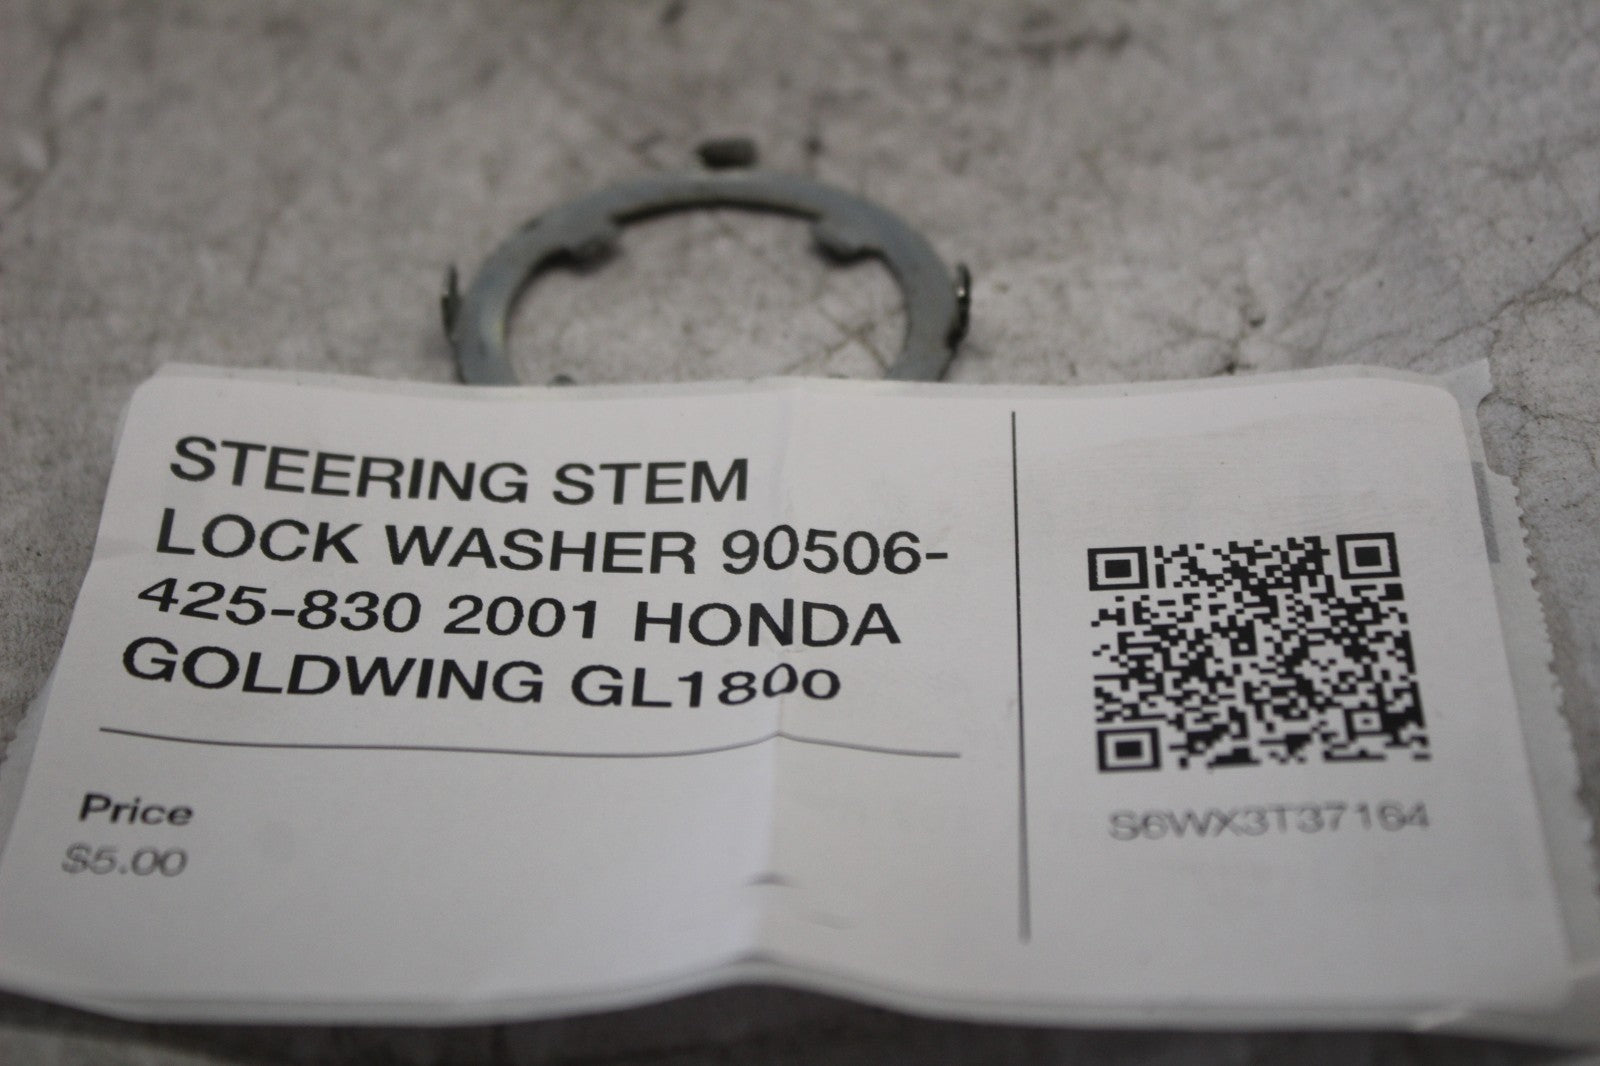 STEERING STEM
LOCK WASHER 90506-
425-830 2001 HONDA
GOLDWING GL1800
Price
$5.00
S6WX3T37164